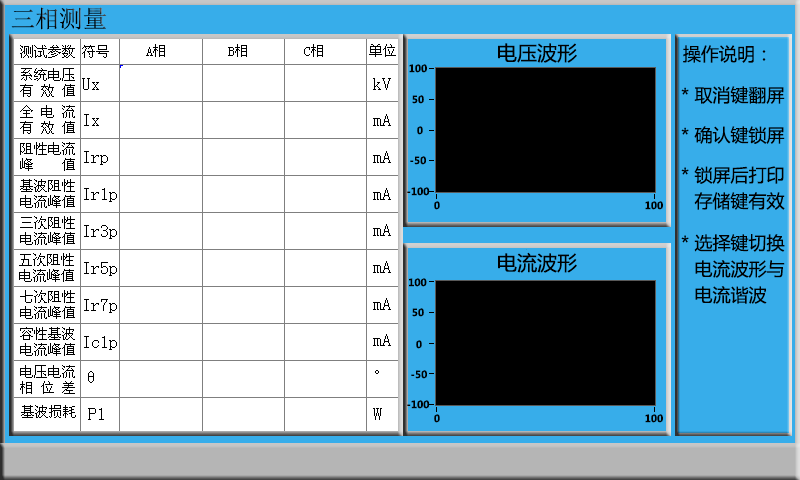 三相测量
测试参数 符号 A相 B相 C相 单位
系统电压
有效值 Ux kV
全电流
有效值 Ix mA
阻性电流
峰值 Irp mA
基波阻性
电流峰值 Ir1p mA
三次阻性
电流峰值 Ir3p mA
五次阻性
电流峰值 Ir5p mA
七次阻性
电流峰值 Ir7p mA
容性基波
电流峰值 Ic1p mA
电压电流
相位差 θ °
基波损耗 P1 W
电压波形
100
50
0
-50
-100
0 100
电流波形
100
50
0
-50
-100
0 100
操作说明：
* 取消键翻屏
* 确认键锁屏
* 锁屏后打印
存储键有效
* 选择键切换
电流波形与
电流谐波